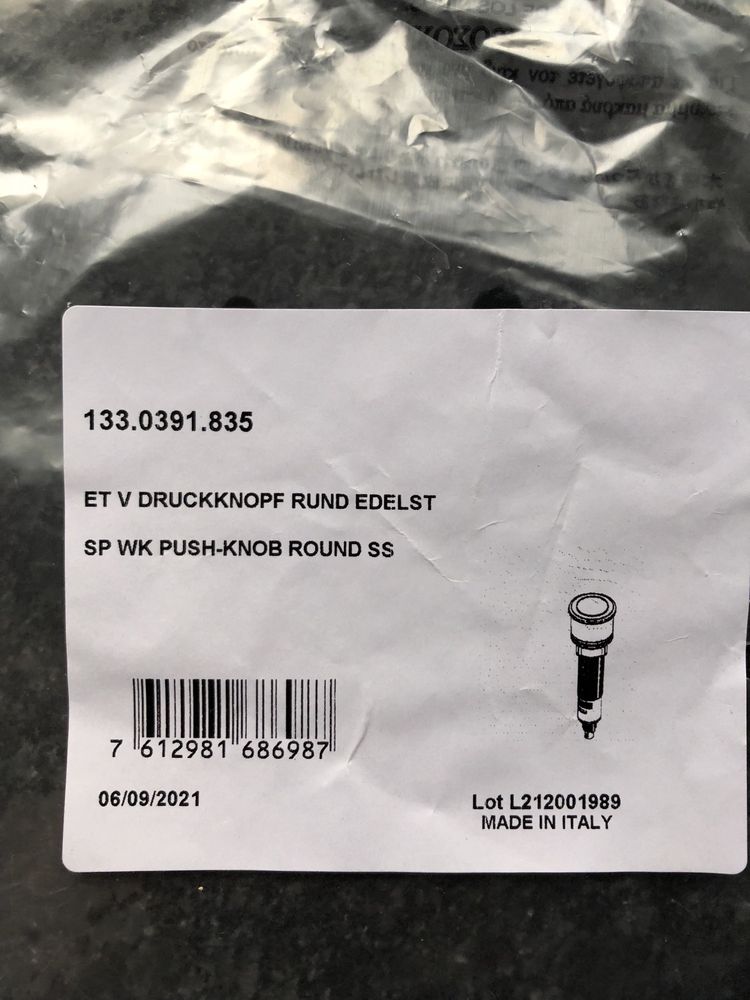 133.0391.835
ET V DRUCKKNOPF RUND EDELST
SP WK PUSH-KNOB ROUND SS
7 612981 686987
06/09/2021
Lot L212001989
MADE IN ITALY